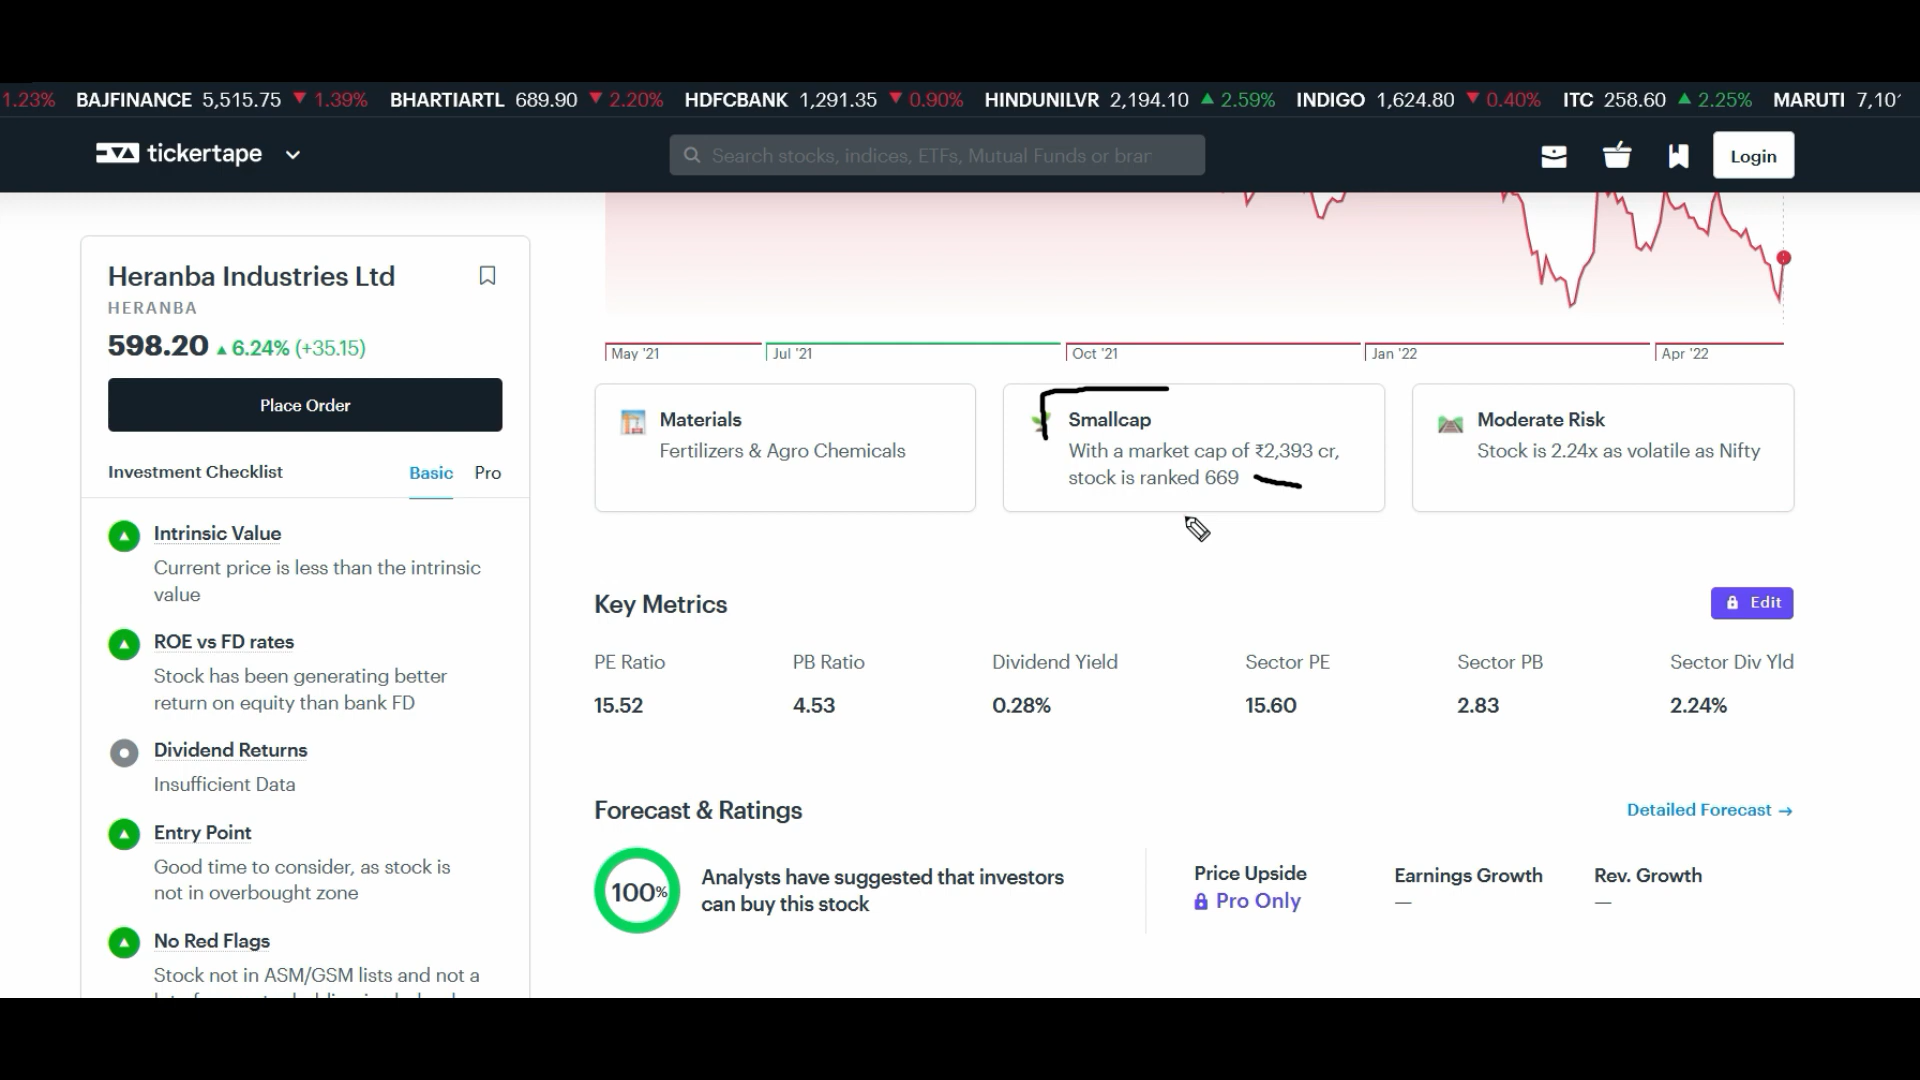 1.23% BAJFINANCE 5,515.75 ▼ 1.39% BHARTIARTL 689.90 ▼ 2.20% HDFCBANK 1,291.35 ▼ 0.90% HINDUNILVR 2,194.10 ▲ 2.59% INDIGO 1,624.80 ▼ 0.40% ITC 258.60 ▲ 2.25% MARUTI 7,10
tickertape
Search stocks, indices, ETFs, Mutual Funds or bran
Login
Heranba Industries Ltd
HERANBA
598.20 ▲ 6.24% (+35.15)
Place Order
Investment Checklist Basic Pro
Intrinsic Value
Current price is less than the intrinsic
value
ROE vs FD rates
Stock has been generating better
return on equity than bank FD
Dividend Returns
Insufficient Data
Entry Point
Good time to consider, as stock is
not in overbought zone
No Red Flags
Stock not in ASM/GSM lists and not a
May '21 Jul '21 Oct '21 Jan '22 Apr '22
Materials
Fertilizers & Agro Chemicals
Smallcap
With a market cap of ₹2,393 cr,
stock is ranked 669
Moderate Risk
Stock is 2.24x as volatile as Nifty
Key Metrics
Edit
PE Ratio PB Ratio Dividend Yield Sector PE Sector PB Sector Div Yld
15.52 4.53 0.28% 15.60 2.83 2.24%
Forecast & Ratings
Detailed Forecast →
100%
Analysts have suggested that investors
can buy this stock
Price Upside Earnings Growth Rev. Growth
Pro Only — —